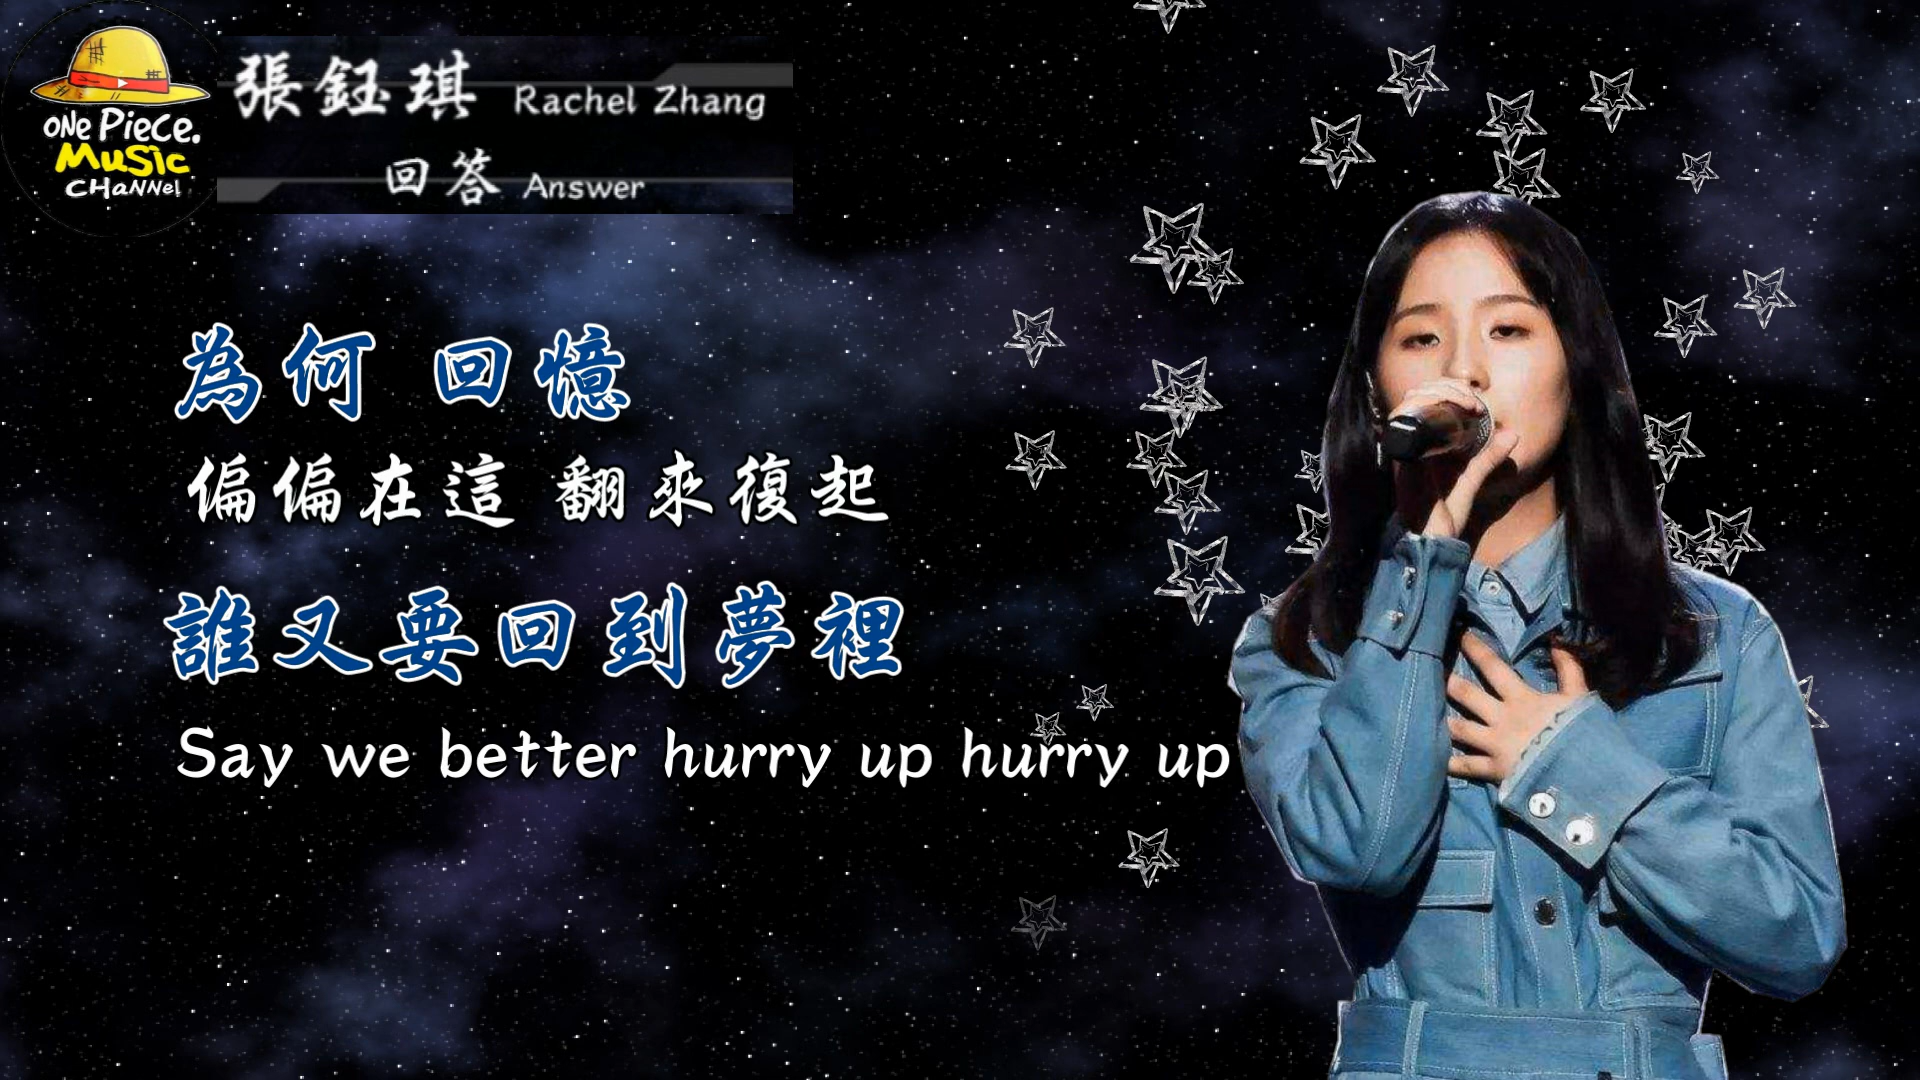 ONE PIECE.
MUSIC
CHANNEL
張鈺琪 Rachel Zhang
回答 Answer
為何 回憶
偏偏在這 翻來復起
誰又要回到夢裡
Say we better hurry up hurry up